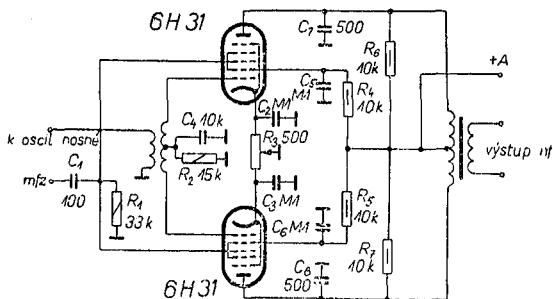 6H31
C7 500
R6 10k
+A
C5 M1
R4 10k
C2 M1
C4 10k
R3 500
k oscil nosné
R2 15k
výstup nf
C1 100
mfz
C3 M1
R1 33k
R5 10k
C6 M1
R7 10k
C8 500
6H31